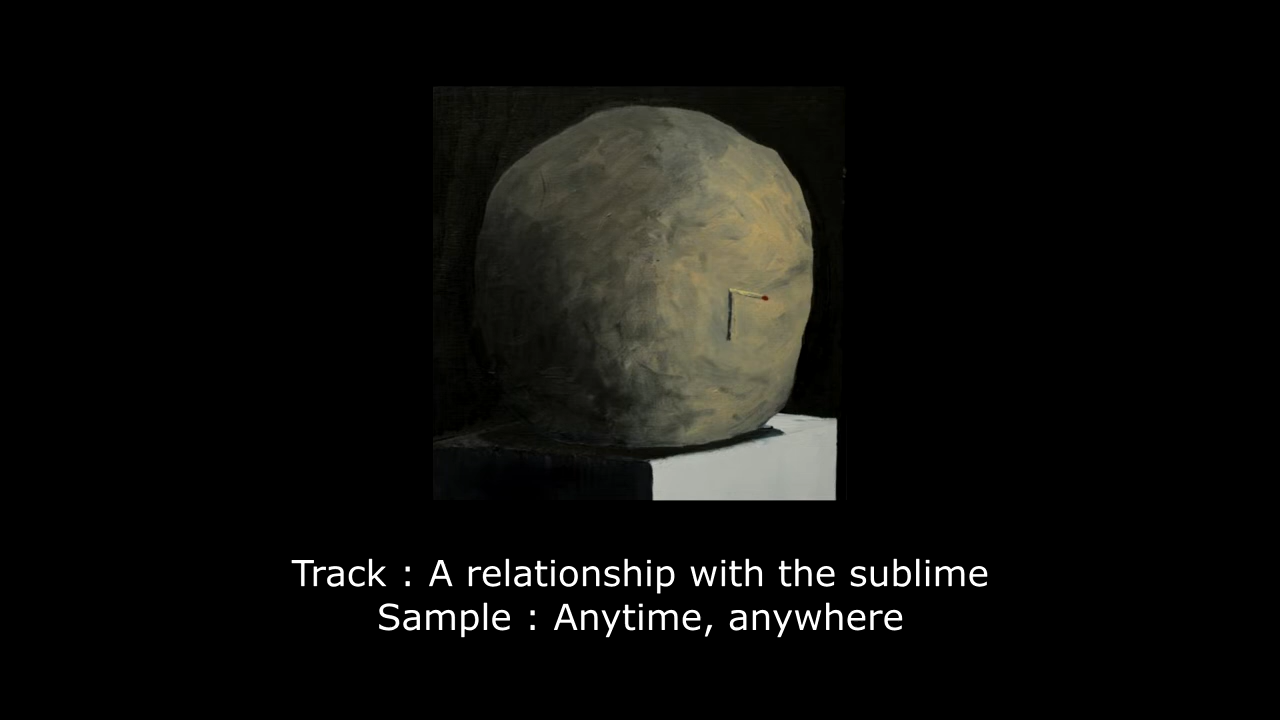 Track : A relationship with the sublime
Sample : Anytime, anywhere